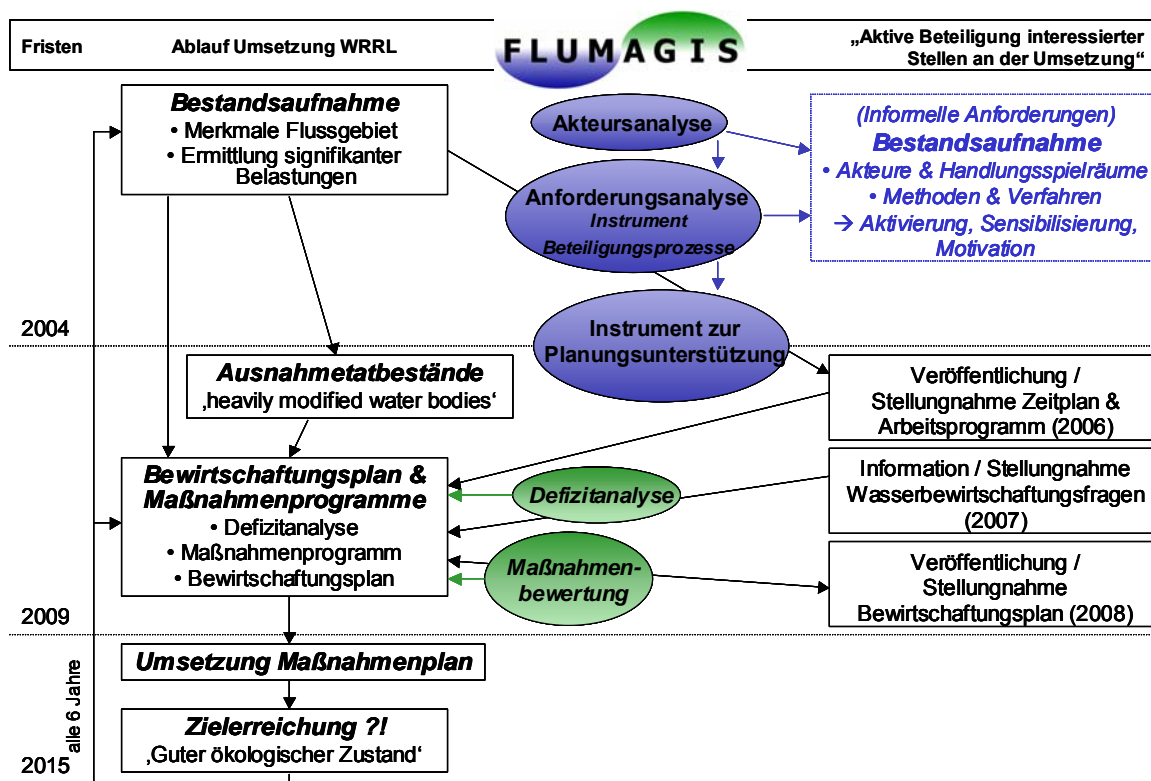 Fristen
Ablauf Umsetzung WRRL
FLUMAGIS
„Aktive Beteiligung interessierter
Stellen an der Umsetzung“
Bestandsaufnahme
• Merkmale Flussgebiet
• Ermittlung signifikanter
Belastungen
Akteursanalyse
Anforderungsanalyse
Instrument
Beteiligungsprozesse
Instrument zur
Planungsunterstützung
(Informelle Anforderungen)
Bestandsaufnahme
• Akteure & Handlungsspielräume
• Methoden & Verfahren
→ Aktivierung, Sensibilisierung,
Motivation
2004
Ausnahmetatbestände
‚heavily modified water bodies‘
Veröffentlichung /
Stellungnahme Zeitplan &
Arbeitsprogramm (2006)
Bewirtschaftungsplan &
Maßnahmenprogramme
• Defizitanalyse
• Maßnahmenprogramm
• Bewirtschaftungsplan
Defizitanalyse
Maßnahmen-
bewertung
Information / Stellungnahme
Wasserbewirtschaftungsfragen
(2007)
Veröffentlichung /
Stellungnahme
Bewirtschaftungsplan (2008)
2009
Umsetzung Maßnahmenplan
alle 6 Jahre
Zielerreichung ?!
‚Guter ökologischer Zustand‘
2015